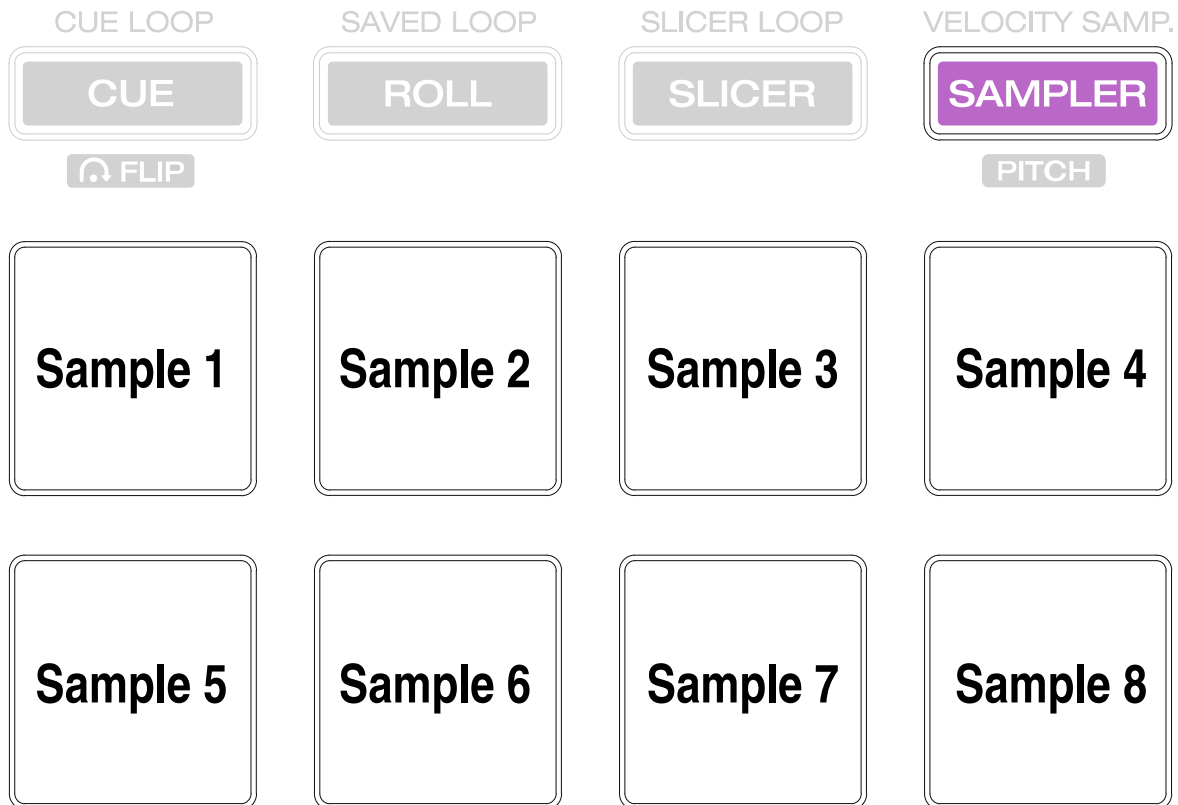 CUE LOOP SAVED LOOP SLICER LOOP VELOCITY SAMP.
CUE ROLL SLICER SAMPLER
FLIP PITCH
Sample 1 Sample 2 Sample 3 Sample 4
Sample 5 Sample 6 Sample 7 Sample 8